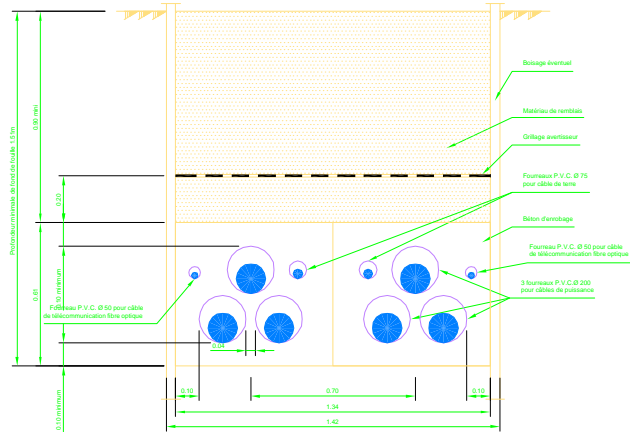 Boisage éventuel
Matériau de remblais
Grillage avertisseur
Fourreaux P.V.C. Ø 75
pour câble de terre
Béton d'enrobage
Fourreau P.V.C. Ø 50 pour câble
de télécommunication fibre optique
3 fourreaux P.V.C.Ø 200
pour câbles de puissance
Fourreau P.V.C. Ø 50 pour câble
de télécommunication fibre optique
Profondeur minimale de fond de fouille 1.51m
0.90 mini
0.20
0.61
0.10 minimum
0.10 minimum
0.04
0.10
0.70
0.10
1.34
1.42